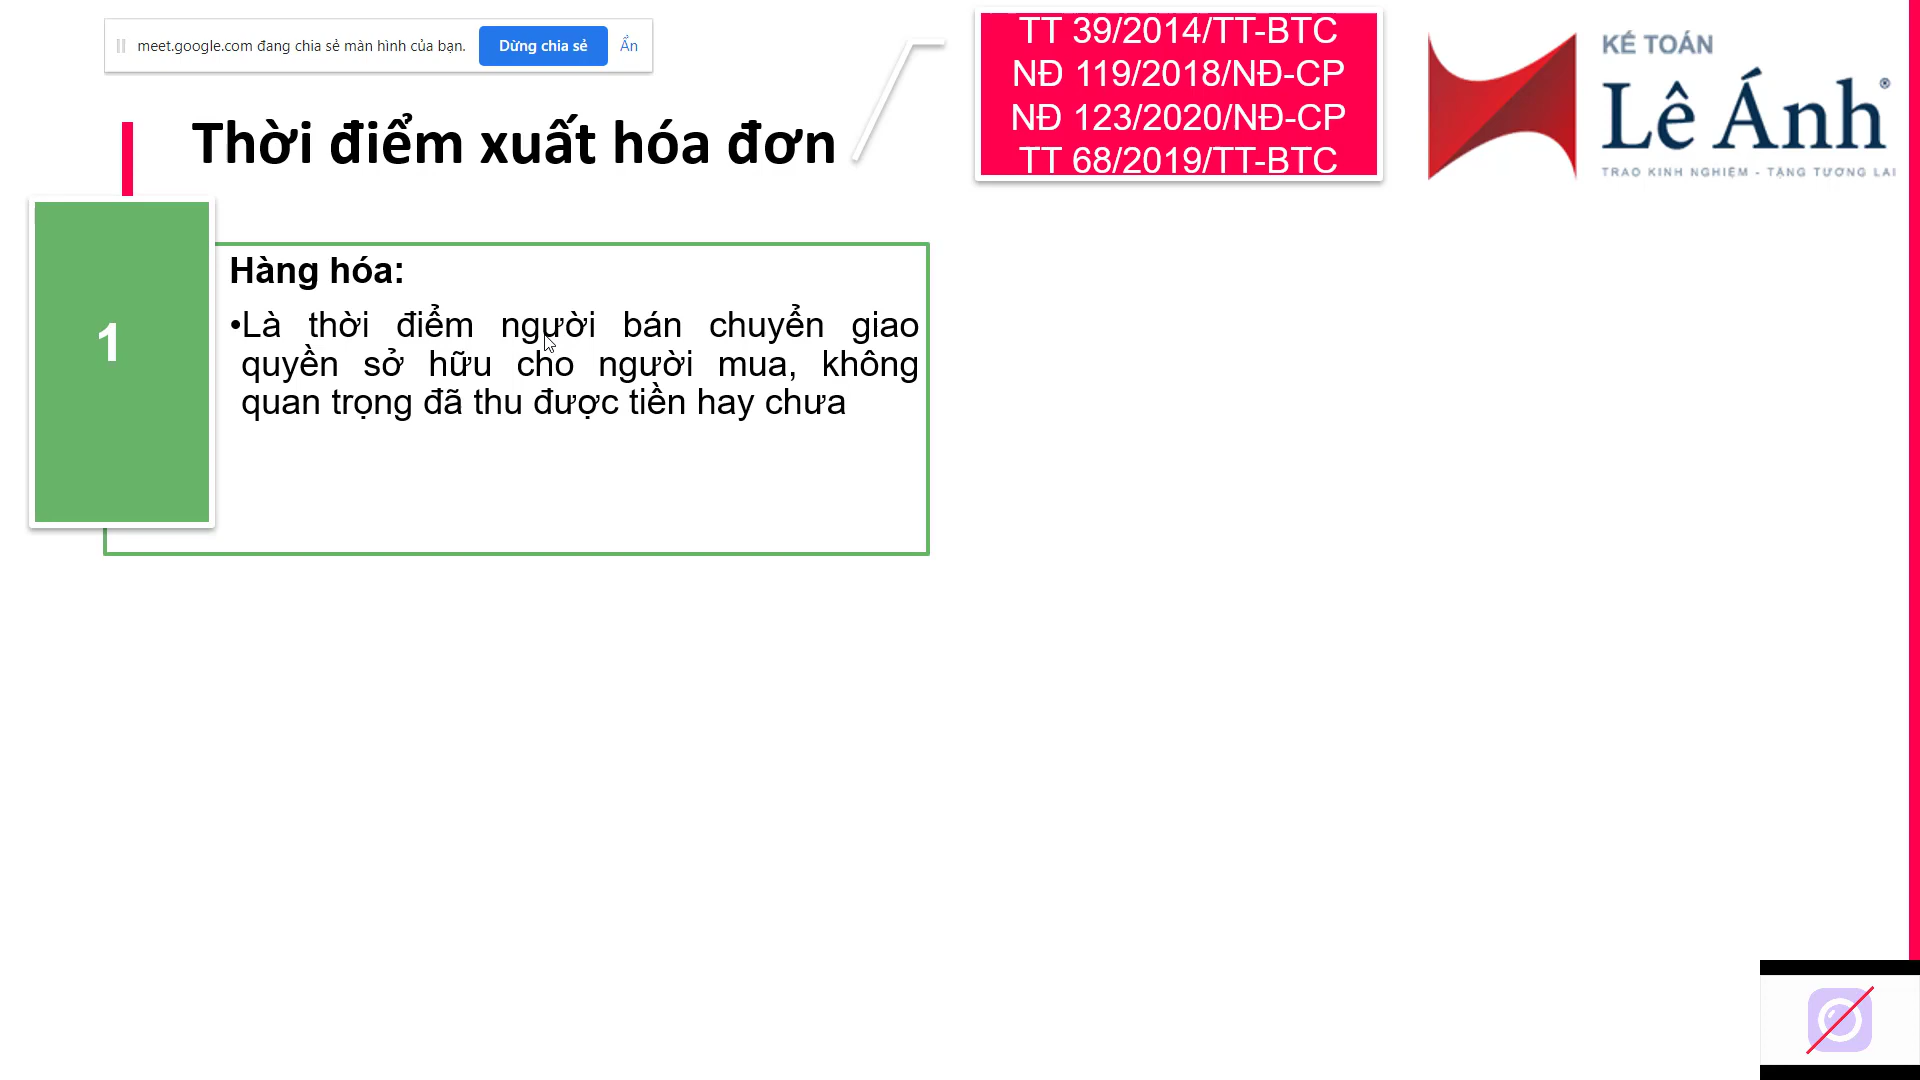 meet.google.com đang chia sẻ màn hình của bạn.
Dừng chia sẻ
Ẩn
TT 39/2014/TT-BTC
NĐ 119/2018/NĐ-CP
NĐ 123/2020/NĐ-CP
TT 68/2019/TT-BTC
KẾ TOÁN
Lê Ánh®
TRAO KINH NGHIỆM - TẶNG TƯƠNG LAI
Thời điểm xuất hóa đơn
1
Hàng hóa:
•Là thời điểm người bán chuyển giao
quyền sở hữu cho người mua, không
quan trọng đã thu được tiền hay chưa